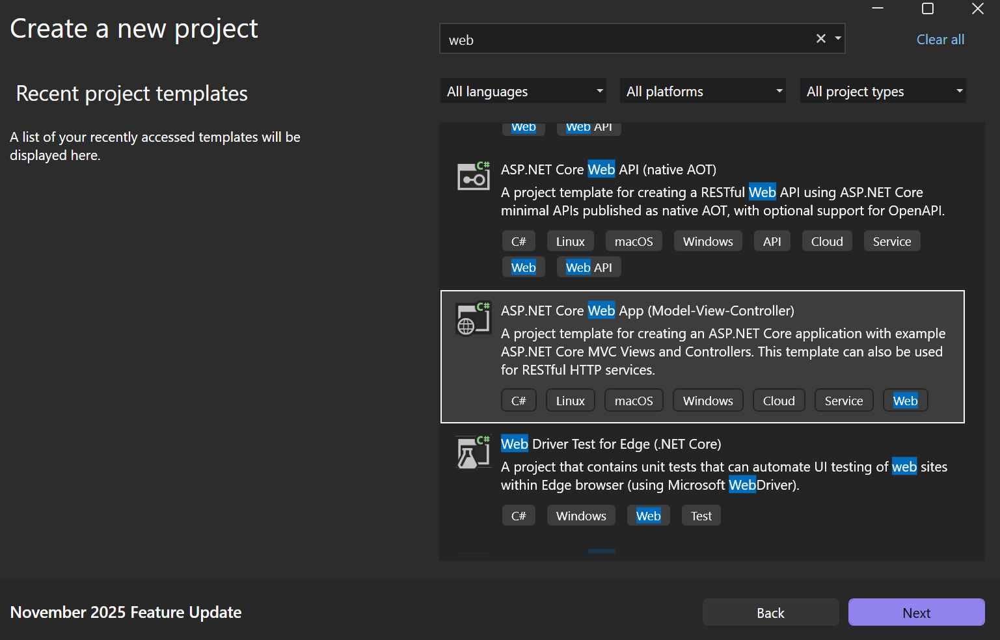 Create a new project
web
Clear all
Recent project templates
All languages
All platforms
All project types
A list of your recently accessed templates will be
displayed here.
Web
Web API
C#
ASP.NET Core Web API (native AOT)
A project template for creating a RESTful Web API using ASP.NET Core
minimal APIs published as native AOT, with optional support for OpenAPI.
C#
Linux
macOS
Windows
API
Cloud
Service
Web
Web API
C#
ASP.NET Core Web App (Model-View-Controller)
A project template for creating an ASP.NET Core application with example
ASP.NET Core MVC Views and Controllers. This template can also be used
for RESTful HTTP services.
C#
Linux
macOS
Windows
Cloud
Service
Web
C#
Web Driver Test for Edge (.NET Core)
A project that contains unit tests that can automate UI testing of web sites
within Edge browser (using Microsoft WebDriver).
C#
Windows
Web
Test
November 2025 Feature Update
Back
Next